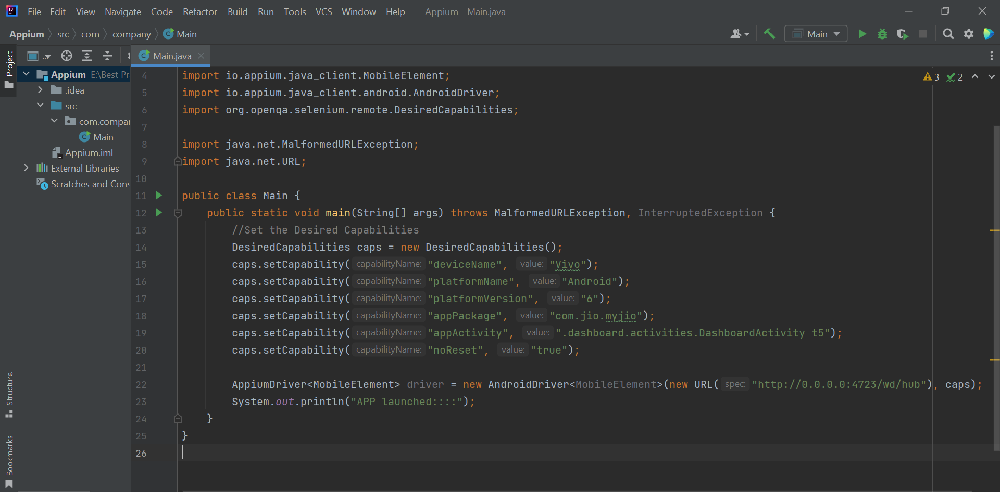 File Edit View Navigate Code Refactor Build Run Tools VCS Window Help Appium - Main.java
Appium src com company Main
Main
Project
Main.java
Appium E:\Best Pr
.idea
src
com.compar
Main
Appium.iml
External Libraries
Scratches and Cons
Structure
Bookmarks
3 2
4 import io.appium.java_client.MobileElement;
5 import io.appium.java_client.android.AndroidDriver;
6 import org.openqa.selenium.remote.DesiredCapabilities;
7
8 import java.net.MalformedURLException;
9 import java.net.URL;
10
11 public class Main {
12 public static void main(String[] args) throws MalformedURLException, InterruptedException {
13 //Set the Desired Capabilities
14 DesiredCapabilities caps = new DesiredCapabilities();
15 caps.setCapability( capabilityName: "deviceName", value: "Vivo");
16 caps.setCapability( capabilityName: "platformName", value: "Android");
17 caps.setCapability( capabilityName: "platformVersion", value: "6");
18 caps.setCapability( capabilityName: "appPackage", value: "com.jio.myjio");
19 caps.setCapability( capabilityName: "appActivity", value: ".dashboard.activities.DashboardActivity t5");
20 caps.setCapability( capabilityName: "noReset", value: "true");
21
22 AppiumDriver<MobileElement> driver = new AndroidDriver<MobileElement>(new URL( spec: "http://0.0.0.0:4723/wd/hub"), caps);
23 System.out.println("APP launched::::");
24 }
25 }
26